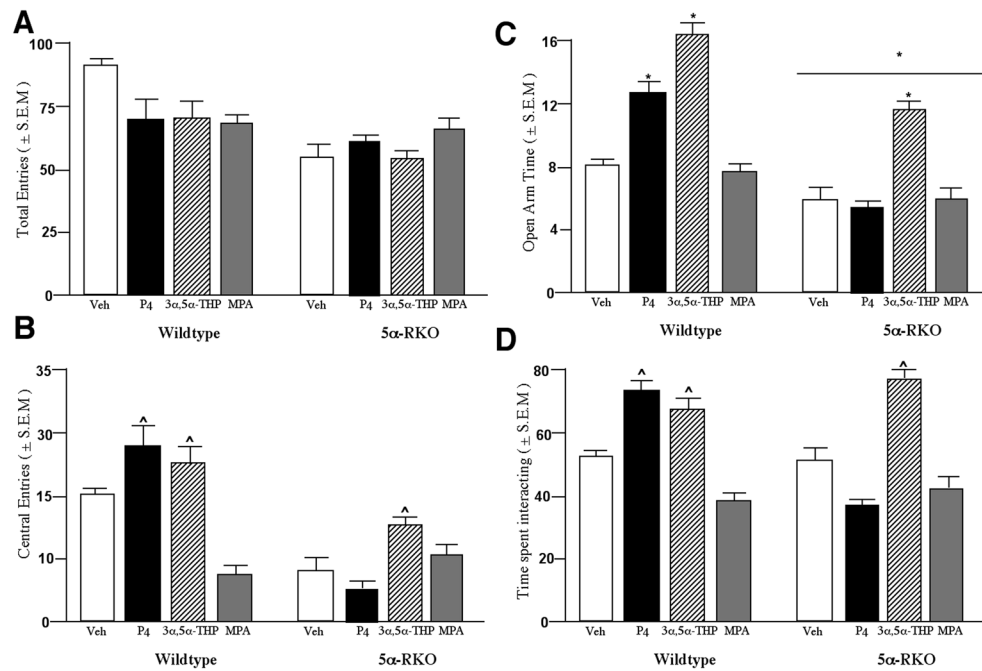 A
Total Entries ( ± S.E.M )
100
75
50
25
0
Veh P4 3α,5α-THP MPA Veh P4 3α,5α-THP MPA
Wildtype 5α-RKO
B
Central Entries ( ± S.E.M )
35
30
15
10
0
^ ^ ^
Veh P4 3α,5α-THP MPA Veh P4 3α,5α-THP MPA
Wildtype 5α-RKO
C
Open Arm Time ( ± S.E.M )
16
12
8
4
0
* * * *
Veh P4 3α,5α-THP MPA Veh P4 3α,5α-THP MPA
Wildtype 5α-RKO
D
Time spent interacting ( ± S.E.M )
80
60
40
20
0
^ ^ ^
Veh P4 3α,5α-THP MPA Veh P4 3α,5α-THP MPA
Wildtype 5α-RKO